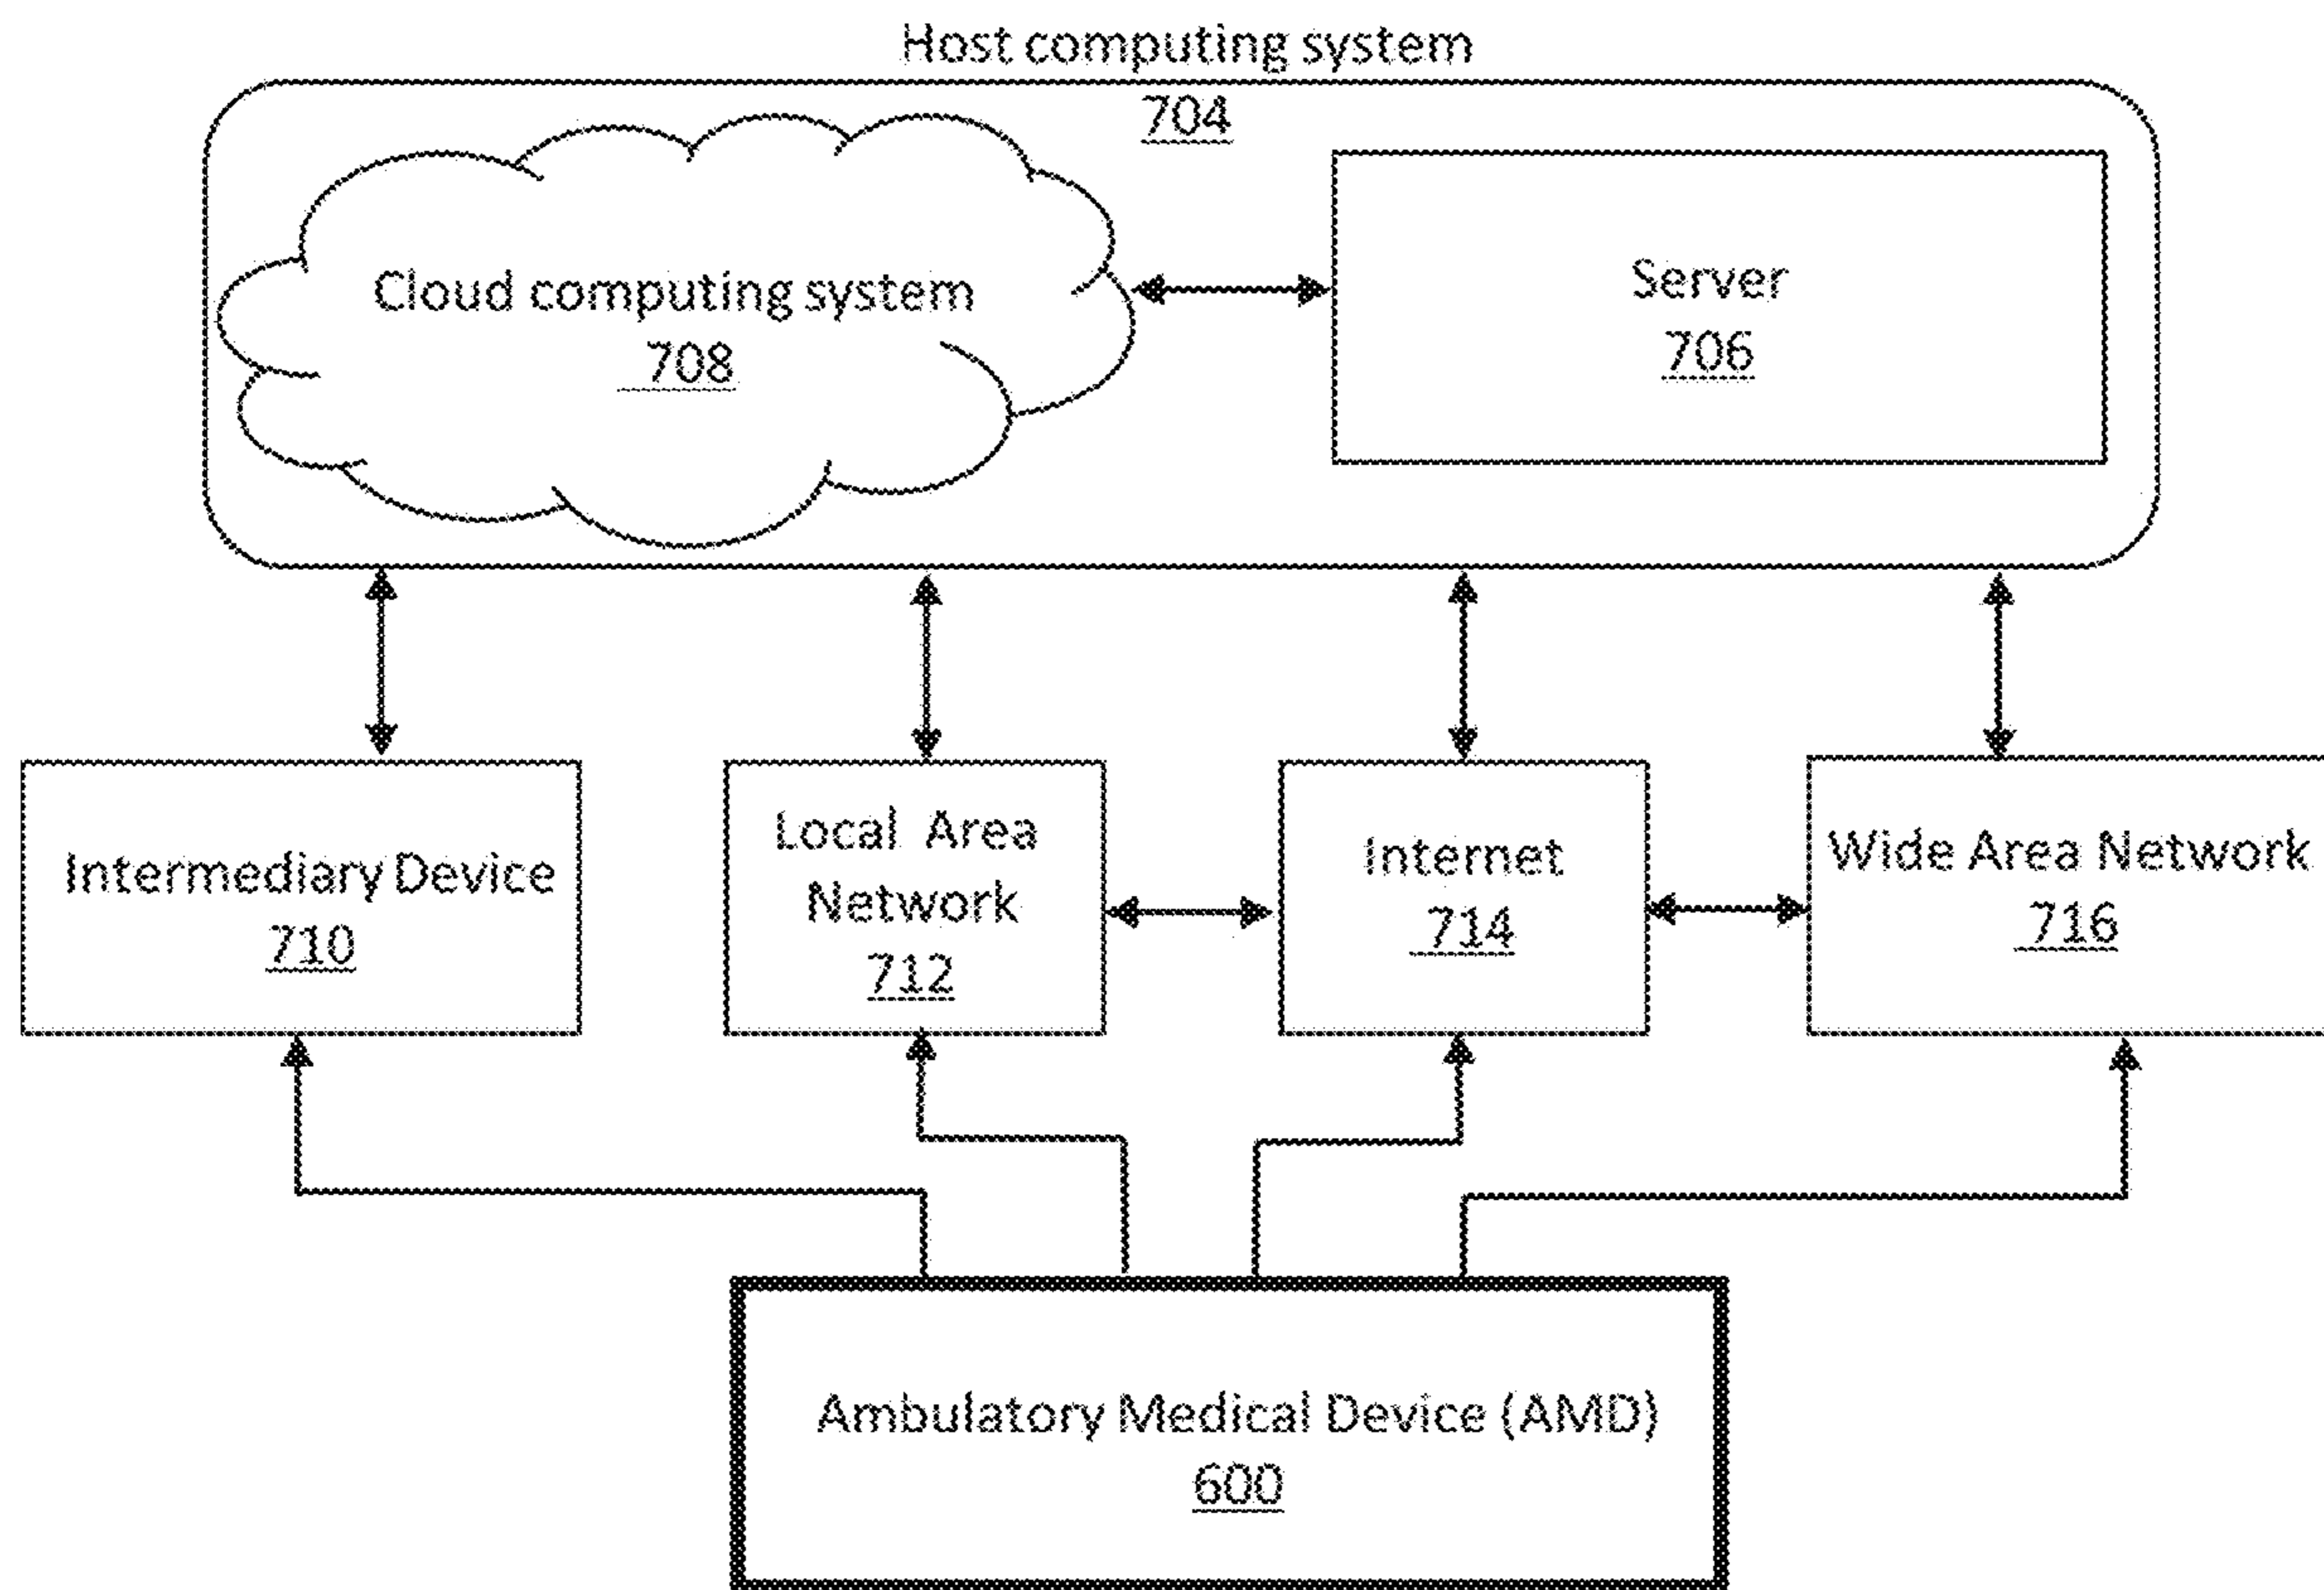 Host computing system
704
Cloud computing system
708
Server
706
Intermediary Device
710
Local Area
Network
712
Internet
714
Wide Area Network
716
Ambulatory Medical Device (AMD)
600